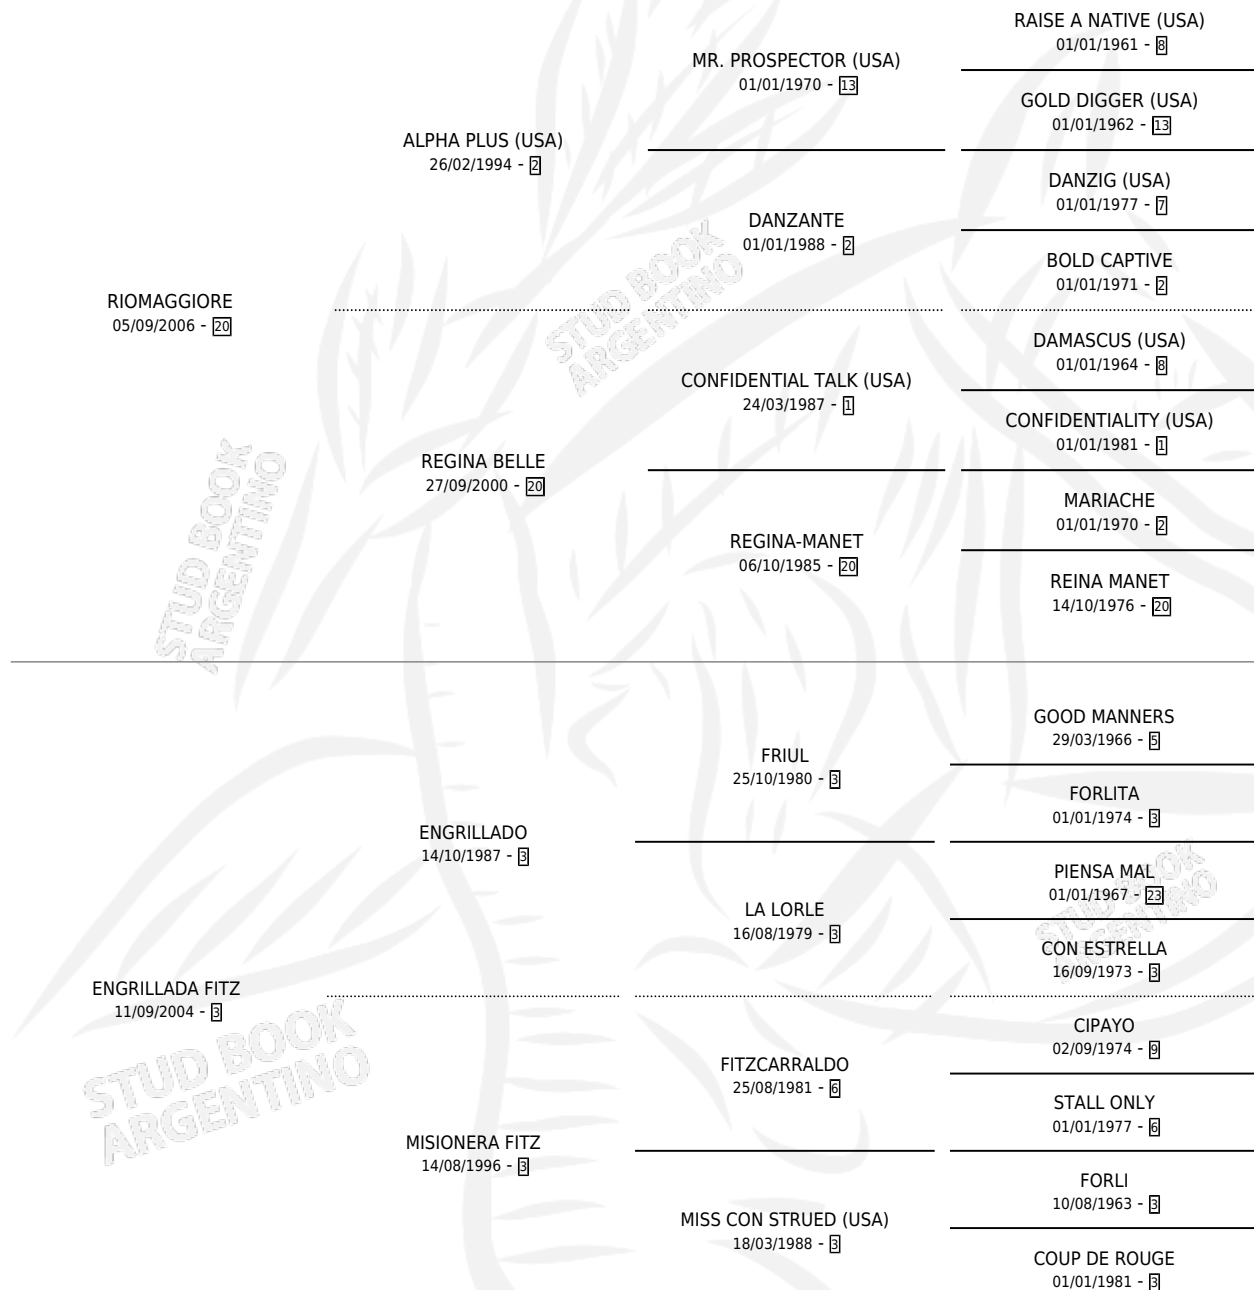 RAISE A NATIVE (USA)
01/01/1961 - 8
MR. PROSPECTOR (USA)
01/01/1970 - 13
GOLD DIGGER (USA)
01/01/1962 - 13
ALPHA PLUS (USA)
26/02/1994 - 2
DANZIG (USA)
01/01/1977 - 7
DANZANTE
01/01/1988 - 2
BOLD CAPTIVE
01/01/1971 - 2
RIOMAGGIORE
05/09/2006 - 20
DAMASCUS (USA)
01/01/1964 - 8
CONFIDENTIAL TALK (USA)
24/03/1987 - 1
CONFIDENTIALITY (USA)
01/01/1981 - 1
REGINA BELLE
27/09/2000 - 20
MARIACHE
01/01/1970 - 2
REGINA-MANET
06/10/1985 - 20
REINA MANET
14/10/1976 - 20
GOOD MANNERS
29/03/1966 - 5
FRIUL
25/10/1980 - 3
FORLITA
01/01/1974 - 3
ENGRILLADO
14/10/1987 - 3
PIENSA MAL
01/01/1967 - 23
LA LORLE
16/08/1979 - 3
CON ESTRELLA
16/09/1973 - 3
ENGRILLADA FITZ
11/09/2004 - 3
CIPAYO
02/09/1974 - 9
FITZCARRALDO
25/08/1981 - 6
STALL ONLY
01/01/1977 - 6
MISIONERA FITZ
14/08/1996 - 3
FORLI
10/08/1963 - 3
MISS CON STRUED (USA)
18/03/1988 - 3
COUP DE ROUGE
01/01/1981 - 3
STUD BOOK
ARGENTINO
STUD BOOK
ARGENTINO
STUD BOOK
ARGENTINO
STUD BOOK
ARGENTINO